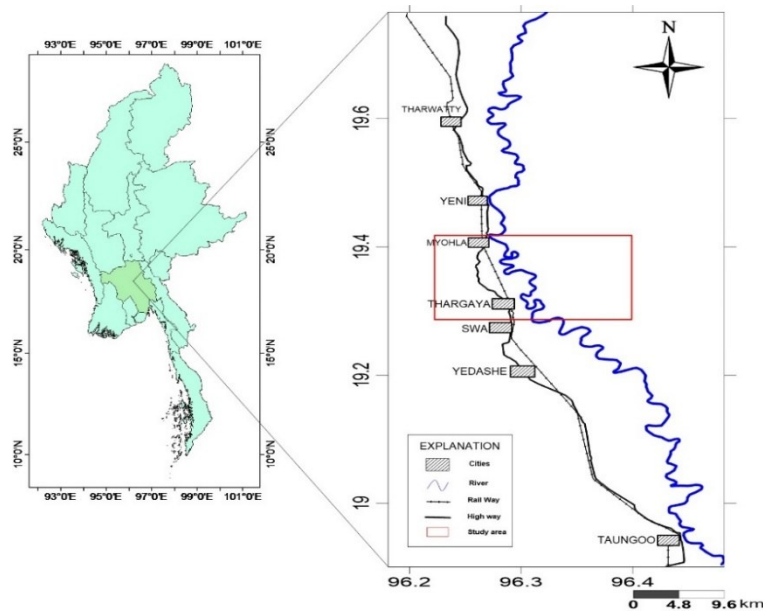 93°0'E 95°0'E 97°0'E 99°0'E 101°0'E
25°0'N
20°0'N
15°0'N
10°0'N
25°0'N
20°0'N
15°0'N
10°0'N
93°0'E 95°0'E 97°0'E 99°0'E 101°0'E
N
THARWATTY
YENI
MYOHLA
THARGAYA
SWA
YEDASHE
TAUNGOO
19.6
19.4
19.2
19
EXPLANATION
Cities
River
Rail Way
High way
Study area
96.2 96.3 96.4
0 4.8 9.6 km